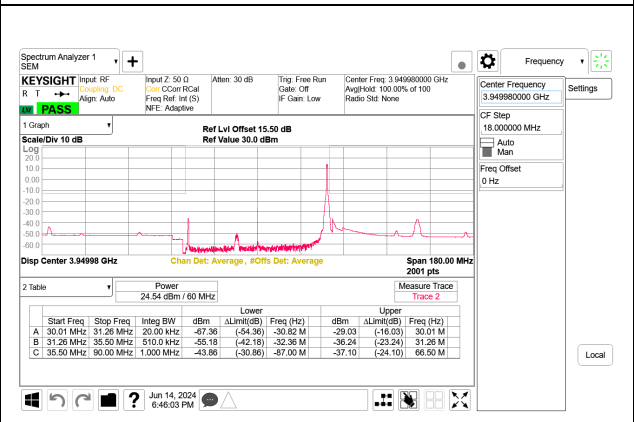 Spectrum Analyzer 1
SEM
Frequency
KEYSIGHT
R T
PASS
Input: RF
Coupling: DC
Align: Auto
Input Z: 50 Ω
Corr CCorr RCal
Freq Ref: Int (S)
NFE: Adaptive
Atten: 30 dB
Trig: Free Run
Gate: Off
IF Gain: Low
Center Freq: 3.949980000 GHz
Avg|Hold: 100.00% of 100
Radio Std: None
Center Frequency
3.949980000 GHz
Settings
CF Step
18.000000 MHz
Auto
Man
Freq Offset
0 Hz
1 Graph
Scale/Div 10 dB
Ref Lvl Offset 15.50 dB
Ref Value 30.0 dBm
Log
20.0
10.0
0.00
-10.0
-20.0
-30.0
-40.0
-50.0
-60.0
Disp Center 3.94998 GHz
Chan Det: Average, #Offs Det: Average
Span 180.00 MHz
2001 pts
2 Table
Power
24.54 dBm / 60 MHz
Measure Trace
Trace 2
Lower Upper
Start Freq Stop Freq Integ BW dBm ΔLimit(dB) Freq (Hz) dBm ΔLimit(dB) Freq (Hz)
A 30.01 MHz 31.26 MHz 20.00 kHz -67.36 (-54.36) -30.82 M -29.03 (-16.03) 30.01 M
B 31.26 MHz 35.50 MHz 510.0 kHz -55.18 (-42.18) -32.36 M -36.24 (-23.24) 31.26 M
C 35.50 MHz 90.00 MHz 1.000 MHz -43.86 (-30.86) -87.00 M -37.10 (-24.10) 66.50 M
Local
Jun 14, 2024
6:46:03 PM